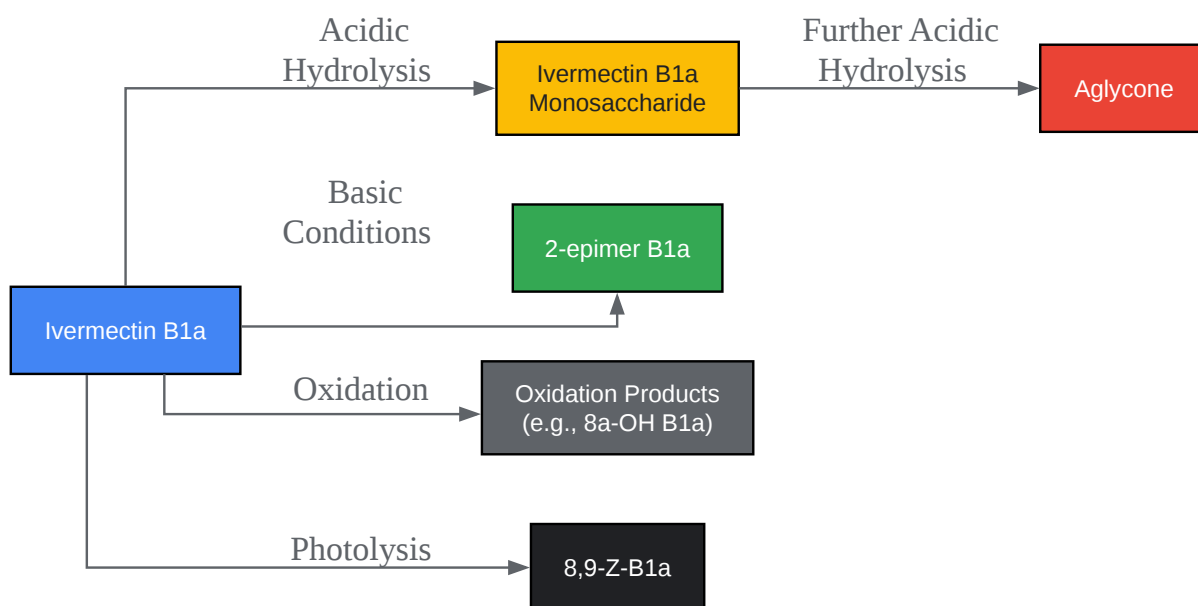 Acidic
Hydrolysis
Ivermectin B1a
Monosaccharide
Further Acidic
Hydrolysis
Aglycone
Basic
Conditions
2-epimer B1a
Ivermectin B1a
Oxidation
Oxidation Products
(e.g., 8a-OH B1a)
Photolysis
8,9-Z-B1a